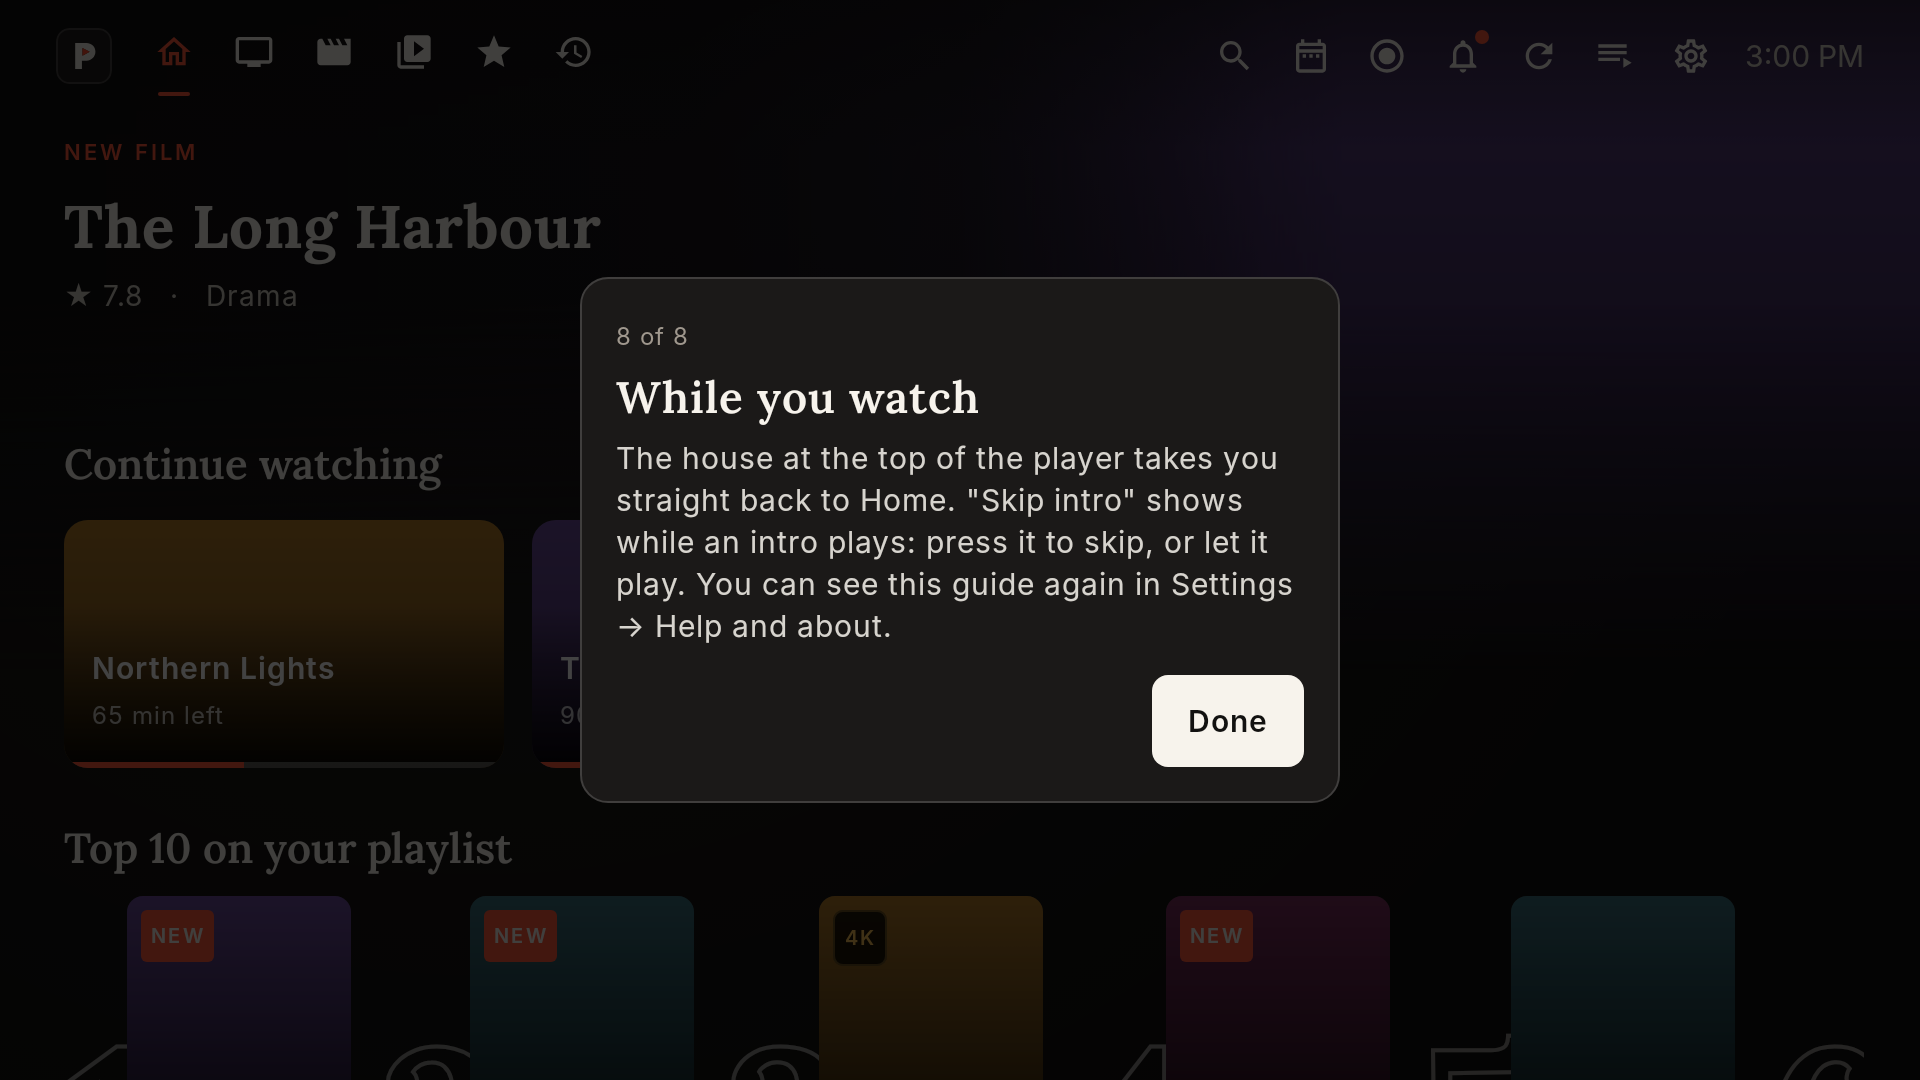 P
3:00 PM
NEW FILM
The Long Harbour
★ 7.8 · Drama
8 of 8
While you watch
The house at the top of the player takes you
straight back to Home. "Skip intro" shows
while an intro plays: press it to skip, or let it
play. You can see this guide again in Settings
→ Help and about.
Done
Continue watching
Northern Lights
65 min left
Top 10 on your playlist
NEW
NEW
4K
NEW